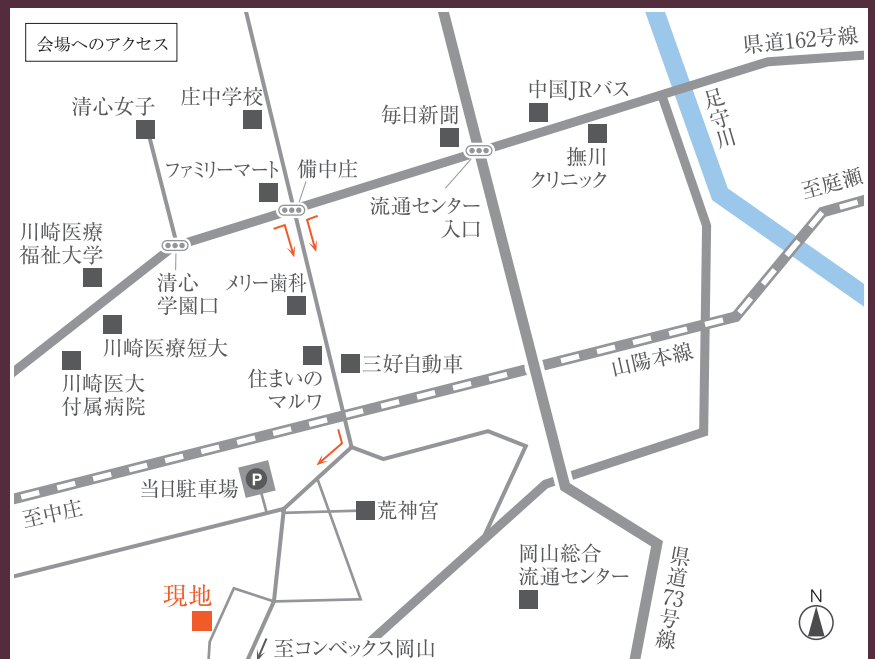 会場へのアクセス
県道162号線
清心女子
庄中学校
中国JRバス
毎日新聞
足守川
撫川
クリニック
ファミリーマート
備中庄
至庭瀬
流通センター
入口
川崎医療
福祉大学
清心
学園口
メリー歯科
川崎医療短大
山陽本線
三好自動車
住まいの
マルワ
川崎医大
付属病院
P
当日駐車場
至中庄
荒神宮
岡山総合
流通センター
県道73号線
現地
N
至コンベックス岡山